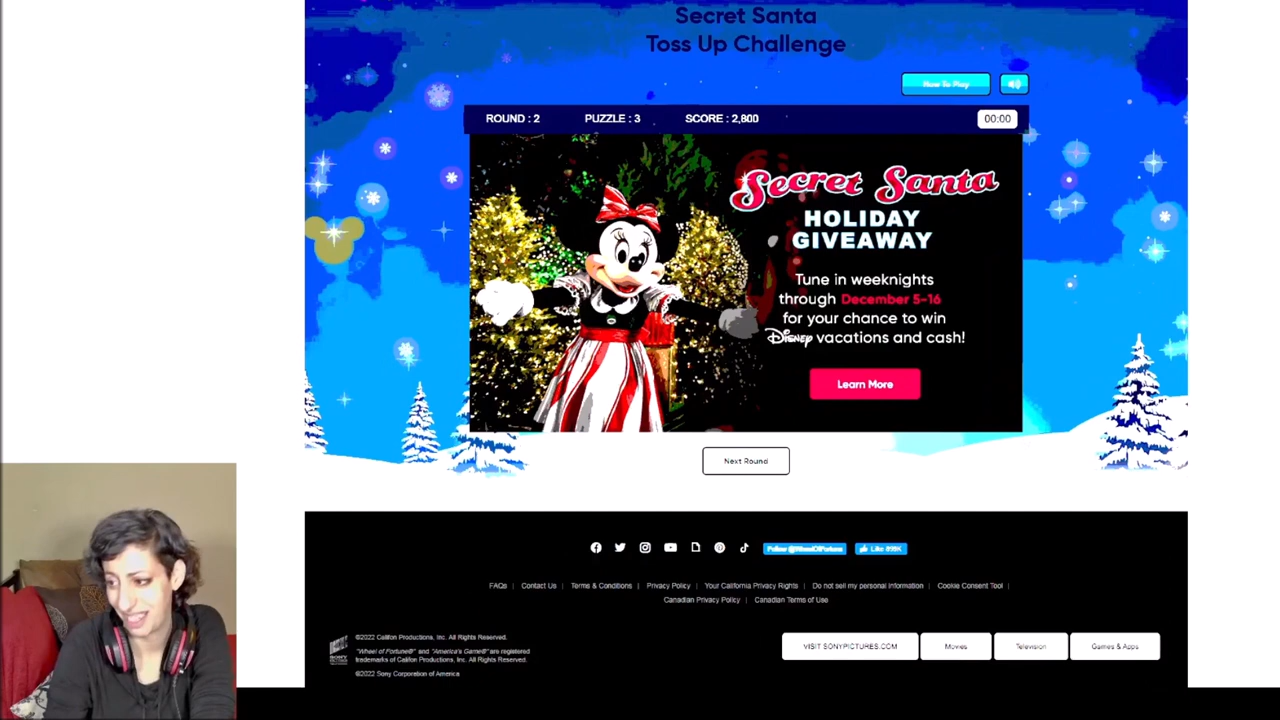 Secret Santa
Toss Up Challenge
How To Play
ROUND : 2 PUZZLE : 3 SCORE : 2,800 00:00
Secret Santa
HOLIDAY
GIVEAWAY
Tune in weeknights
through December 5-16
for your chance to win
Disney vacations and cash!
Learn More
Next Round
Follow @WheelOfFortune Like 899K
FAQs | Contact Us | Terms & Conditions | Privacy Policy | Your California Privacy Rights | Do not sell my personal information | Cookie Consent Tool |
Canadian Privacy Policy | Canadian Terms of Use
SONY
PICTURES
©2022 Califon Productions, Inc. All Rights Reserved.
"Wheel of Fortune®" and "America's Game®" are registered
trademarks of Califon Productions, Inc. All Rights Reserved.
©2022 Sony Corporation of America
VISIT SONYPICTURES.COM Movies Television Games & Apps